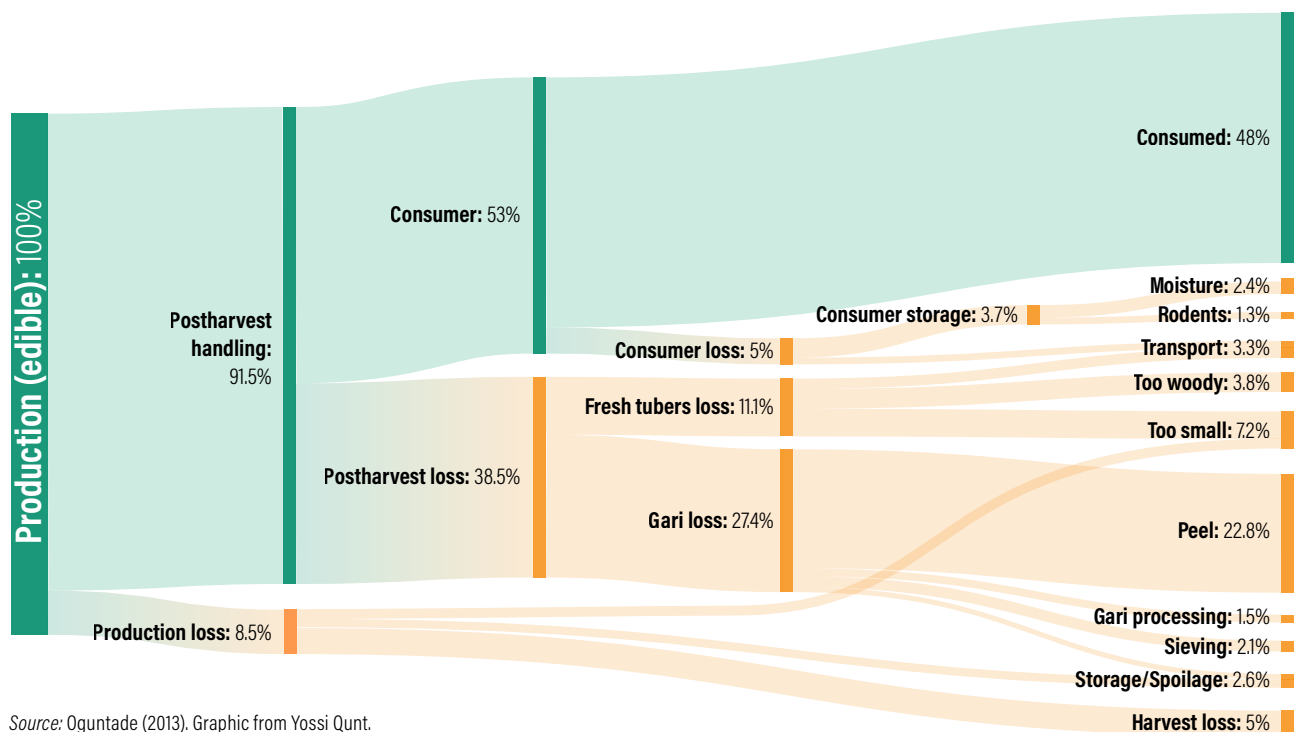 Production (edible): 100%
Postharvest
handling:
91.5%
Production loss: 8.5%
Consumer: 53%
Postharvest loss: 38.5%
Consumer loss: 5%
Fresh tubers loss: 11.1%
Gari loss: 27.4%
Consumer storage: 3.7%
Consumed: 48%
Moisture: 2.4%
Rodents: 1.3%
Transport: 3.3%
Too woody: 3.8%
Too small: 7.2%
Peel: 22.8%
Gari processing: 1.5%
Sieving: 2.1%
Storage/Spoilage: 2.6%
Harvest loss: 5%
Source: Oguntade (2013). Graphic from Yossi Qunt.